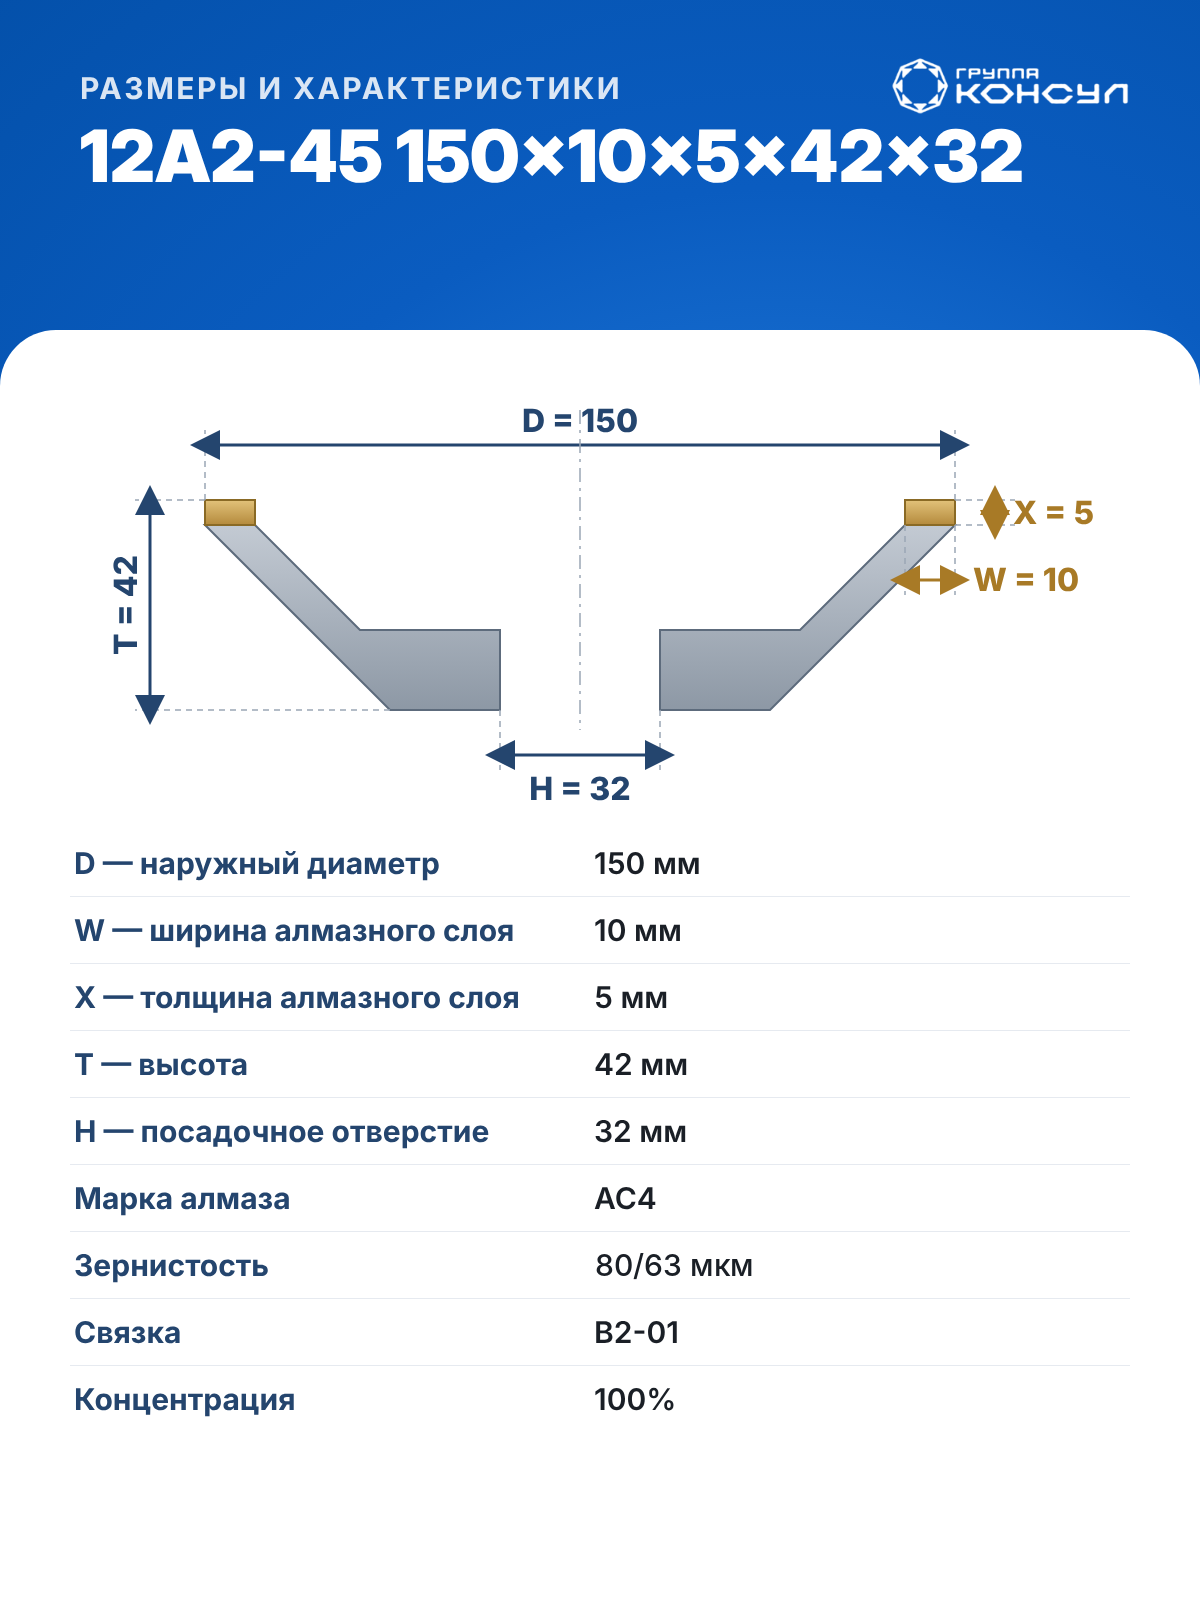 РАЗМЕРЫ И ХАРАКТЕРИСТИКИ
ГРУППА
КОНСУЛ
12A2-45 150×10×5×42×32
D = 150
X = 5
T = 42
W = 10
H = 32
D — наружный диаметр 150 мм
W — ширина алмазного слоя 10 мм
X — толщина алмазного слоя 5 мм
T — высота 42 мм
H — посадочное отверстие 32 мм
Марка алмаза АС4
Зернистость 80/63 мкм
Связка В2-01
Концентрация 100%